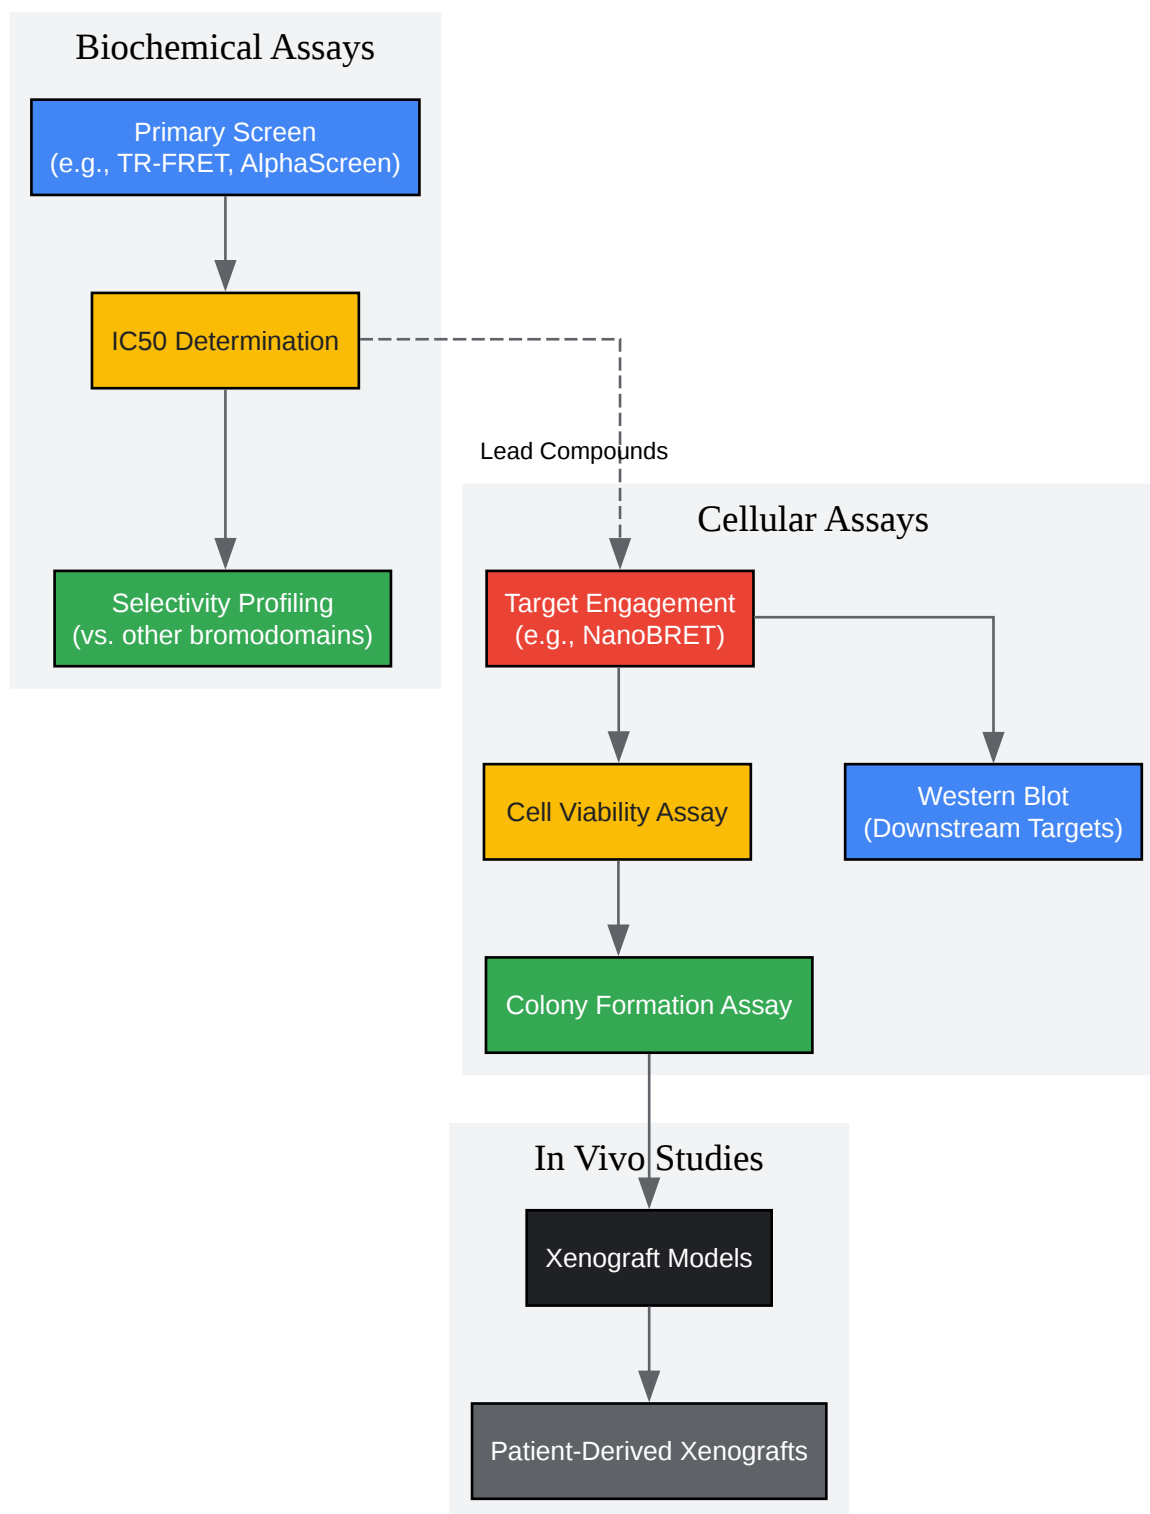 Biochemical Assays
Primary Screen
(e.g., TR-FRET, AlphaScreen)
IC50 Determination
Lead Compounds
Selectivity Profiling
(vs. other bromodomains)
Cellular Assays
Target Engagement
(e.g., NanoBRET)
Cell Viability Assay
Western Blot
(Downstream Targets)
Colony Formation Assay
In Vivo Studies
Xenograft Models
Patient-Derived Xenografts